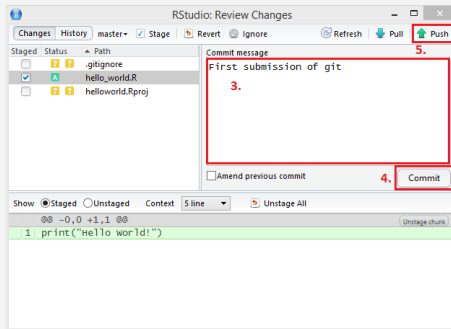 RStudio: Review Changes
Changes History master Stage Revert Ignore Refresh Pull Push
5.
Staged Status Path Commit message
.gitignore First submission of git
A hello_world.R
3.
helloworld.Rproj
Amend previous commit 4. Commit
Show Staged Unstaged Context 5 line Unstage All
@@ -0,0 +1,1 @@ Unstage chunk
1 print("Hello World!")